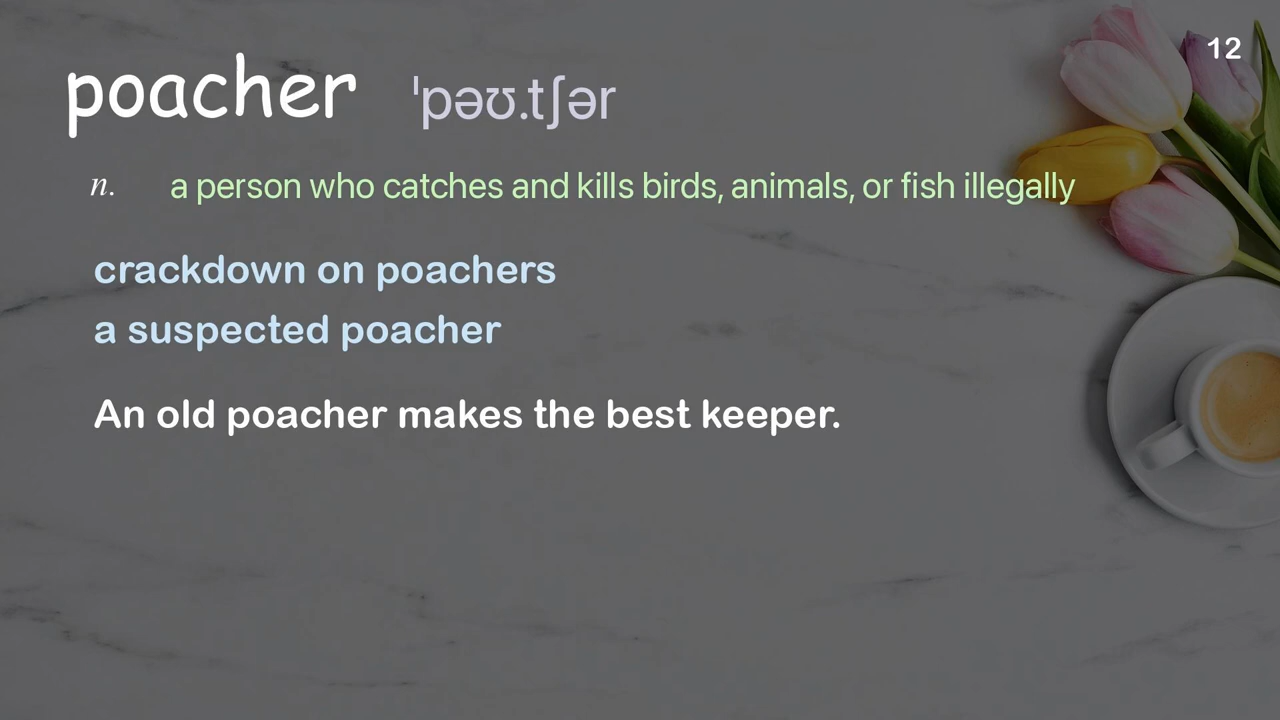 12
poacher ˈpəʊ.tʃər
n. a person who catches and kills birds, animals, or fish illegally
crackdown on poachers
a suspected poacher
An old poacher makes the best keeper.